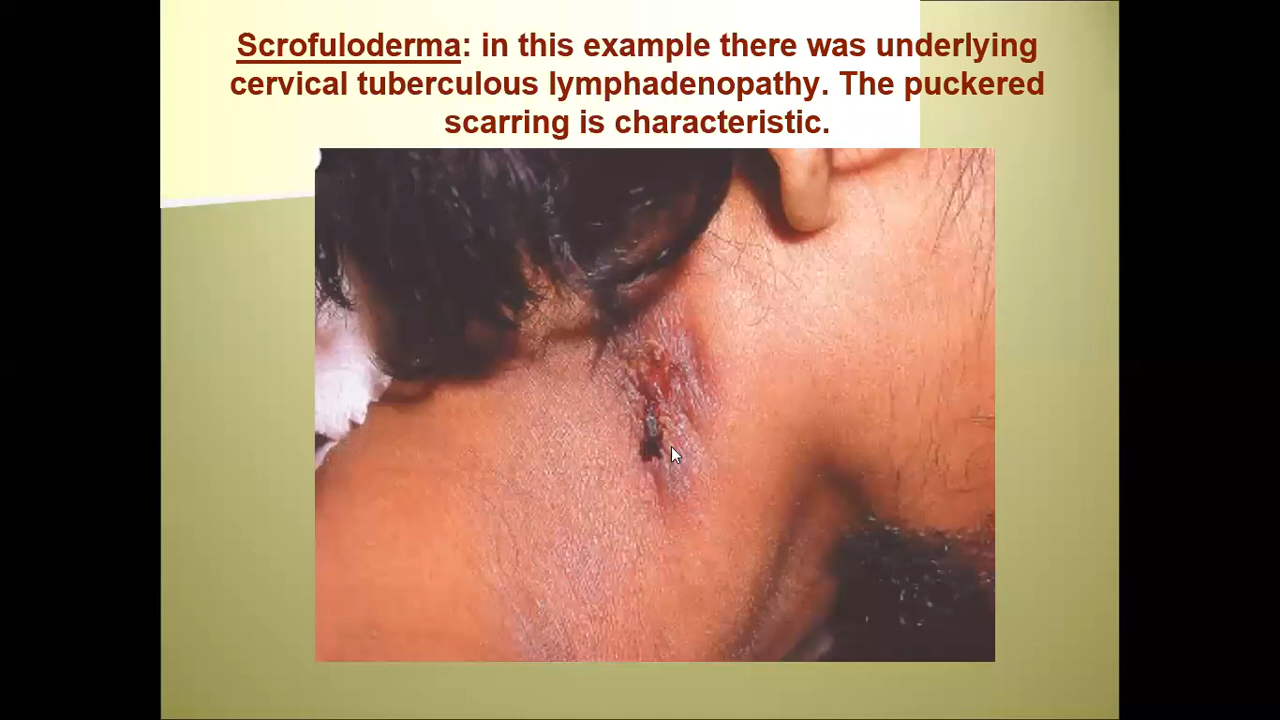 Scrofuloderma: in this example there was underlying
cervical tuberculous lymphadenopathy. The puckered
scarring is characteristic.